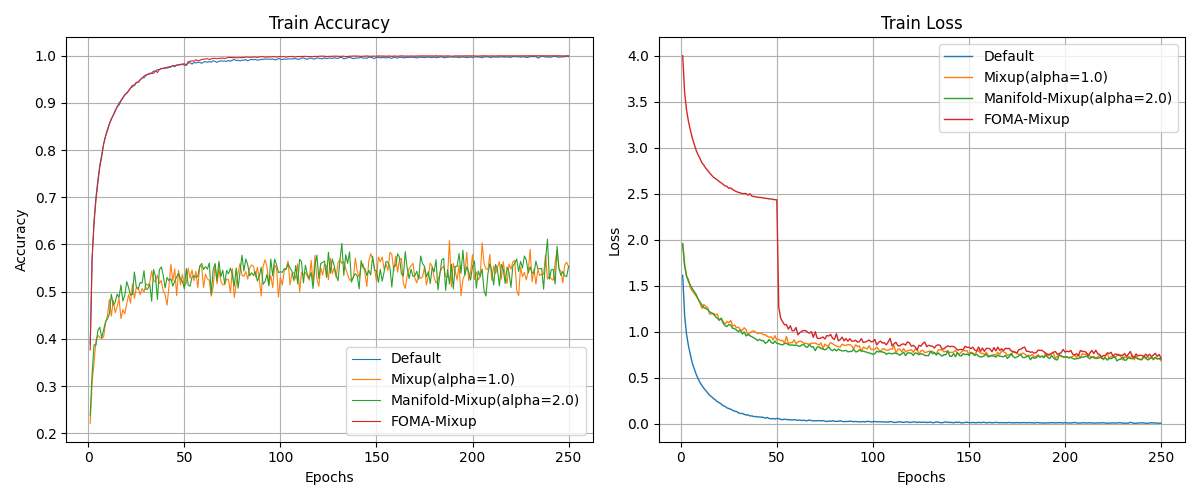 Train Accuracy
Accuracy
1.0
0.9
0.8
0.7
0.6
0.5
0.4
0.3
0.2
Default
Mixup(alpha=1.0)
Manifold-Mixup(alpha=2.0)
FOMA-Mixup
0 50 100 150 200 250
Epochs
Train Loss
Loss
4.0
3.5
3.0
2.5
2.0
1.5
1.0
0.5
0.0
Default
Mixup(alpha=1.0)
Manifold-Mixup(alpha=2.0)
FOMA-Mixup
0 50 100 150 200 250
Epochs